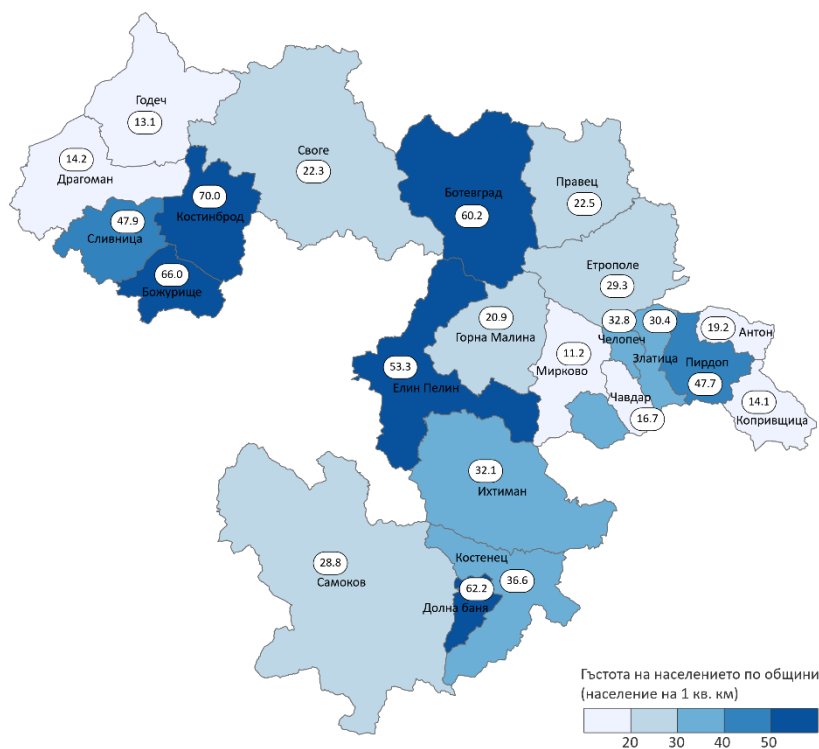 Годеч
13.1
14.2
Драгоман
Своге
22.3
70.0
Костинброд
47.9
Сливница
66.0
Божурище
Ботевград
60.2
Правец
22.5
Етрополе
29.3
20.9
Горна Малина
53.3
Елин Пелин
11.2
Мирково
32.8
Челопеч
30.4
Златица
Пирдоп
47.7
19.2
Антон
Чавдар
16.7
14.1
Копривщица
32.1
Ихтиман
28.8
Самоков
Костенец
36.6
62.2
Долна баня
Гъстота на населението по общини
(население на 1 кв. км)
20 30 40 50